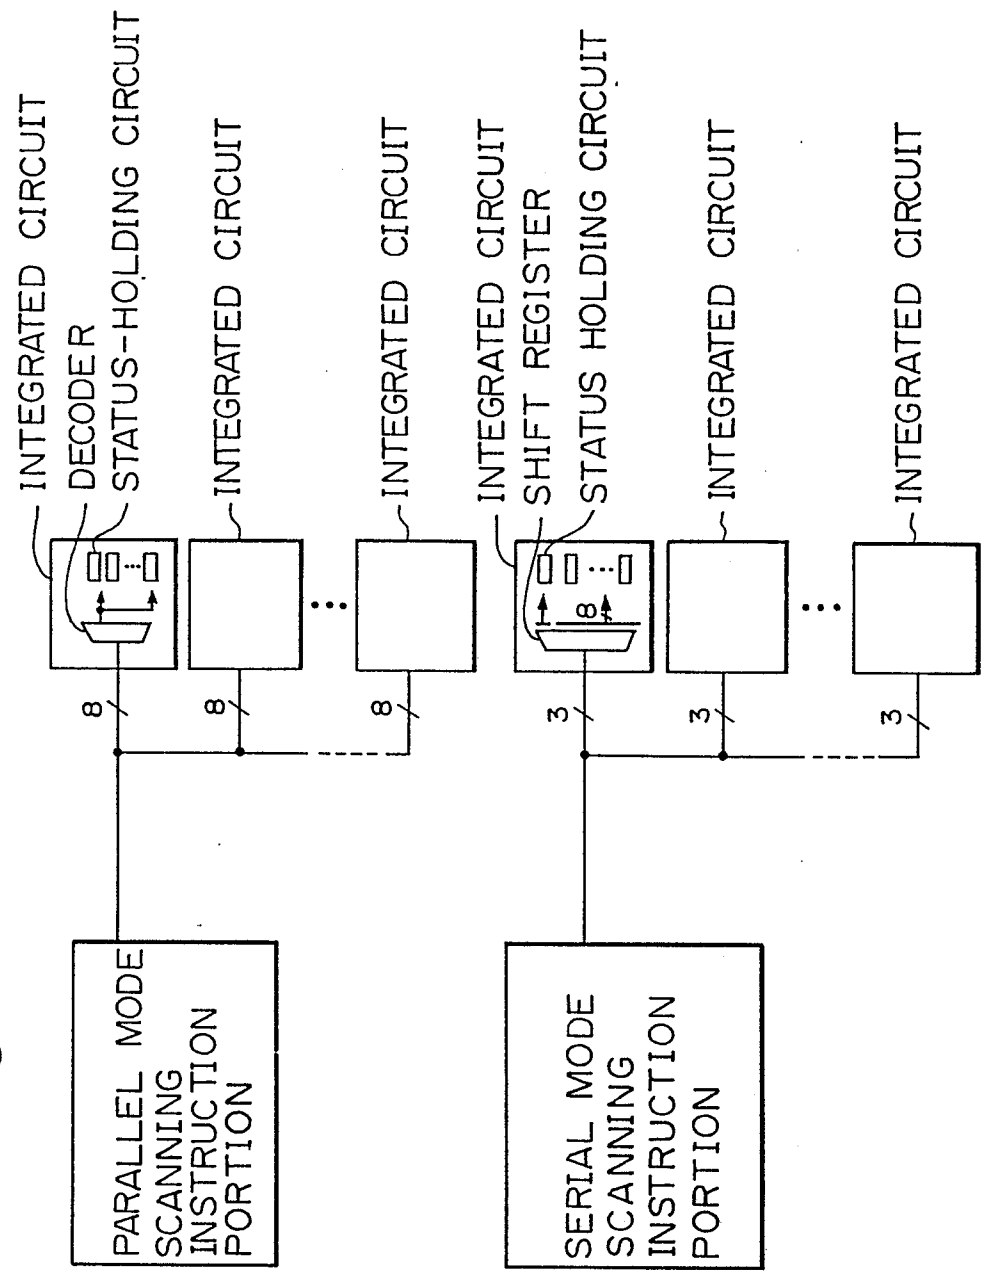 INTEGRATED CIRCUIT
DECODER
STATUS-HOLDING CIRCUIT
INTEGRATED CIRCUIT
INTEGRATED CIRCUIT
INTEGRATED CIRCUIT
SHIFT REGISTER
STATUS HOLDING CIRCUIT
INTEGRATED CIRCUIT
INTEGRATED CIRCUIT
8
8
8
8
3
3
3
PARALLEL MODE
SCANNING
INSTRUCTION
PORTION
SERIAL MODE
SCANNING
INSTRUCTION
PORTION